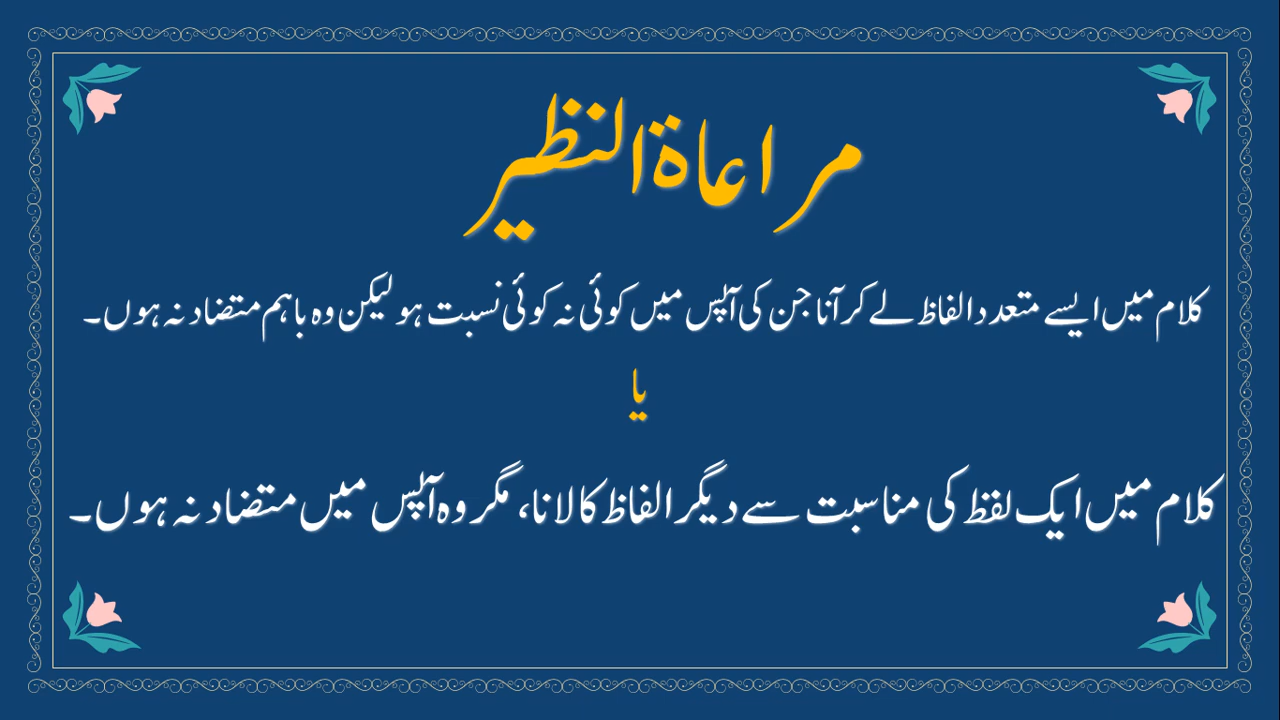 مراعاۃ النظیر
کلام میں ایسے متعدد الفاظ لے کر آنا جن کی آپس میں کوئی نہ کوئی نسبت ہو لیکن وہ باہم متضاد نہ ہوں۔
یا
کلام میں ایک لفظ کی مناسبت سے دیگر الفاظ کا لانا، مگر وہ آپس میں متضاد نہ ہوں۔